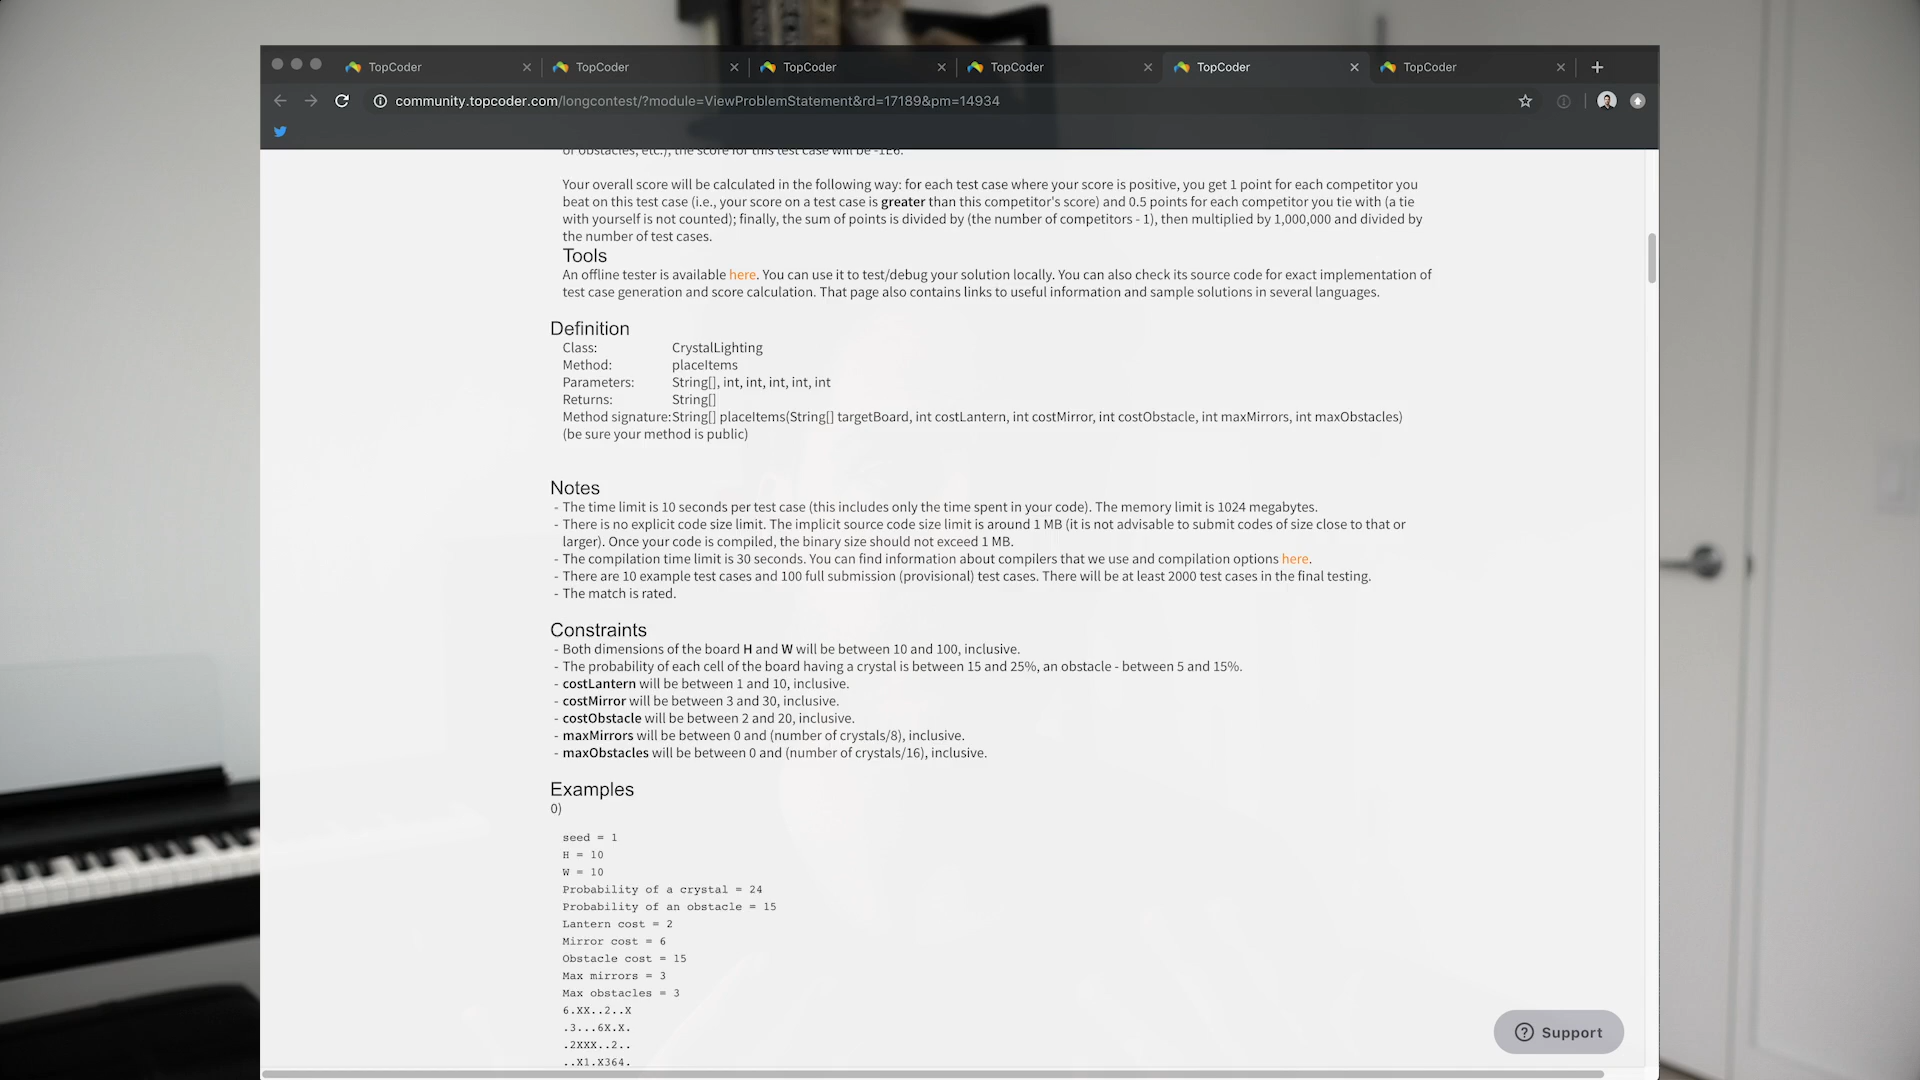 TopCoder
TopCoder
TopCoder
TopCoder
TopCoder
TopCoder
community.topcoder.com/longcontest/?module=ViewProblemStatement&rd=17189&pm=14934
of obstacles, etc.), the score for this test case will be -1E6.
Your overall score will be calculated in the following way: for each test case where your score is positive, you get 1 point for each competitor you
beat on this test case (i.e., your score on a test case is greater than this competitor's score) and 0.5 points for each competitor you tie with (a tie
with yourself is not counted); finally, the sum of points is divided by (the number of competitors - 1), then multiplied by 1,000,000 and divided by
the number of test cases.
Tools
An offline tester is available here. You can use it to test/debug your solution locally. You can also check its source code for exact implementation of
test case generation and score calculation. That page also contains links to useful information and sample solutions in several languages.
Definition
Class: CrystalLighting
Method: placeItems
Parameters: String[], int, int, int, int, int
Returns: String[]
Method signature:String[] placeItems(String[] targetBoard, int costLantern, int costMirror, int costObstacle, int maxMirrors, int maxObstacles)
(be sure your method is public)
Notes
- The time limit is 10 seconds per test case (this includes only the time spent in your code). The memory limit is 1024 megabytes.
- There is no explicit code size limit. The implicit source code size limit is around 1 MB (it is not advisable to submit codes of size close to that or
larger). Once your code is compiled, the binary size should not exceed 1 MB.
- The compilation time limit is 30 seconds. You can find information about compilers that we use and compilation options here.
- There are 10 example test cases and 100 full submission (provisional) test cases. There will be at least 2000 test cases in the final testing.
- The match is rated.
Constraints
- Both dimensions of the board H and W will be between 10 and 100, inclusive.
- The probability of each cell of the board having a crystal is between 15 and 25%, an obstacle - between 5 and 15%.
- costLantern will be between 1 and 10, inclusive.
- costMirror will be between 3 and 30, inclusive.
- costObstacle will be between 2 and 20, inclusive.
- maxMirrors will be between 0 and (number of crystals/8), inclusive.
- maxObstacles will be between 0 and (number of crystals/16), inclusive.
Examples
0)
seed = 1
H = 10
W = 10
Probability of a crystal = 24
Probability of an obstacle = 15
Lantern cost = 2
Mirror cost = 6
Obstacle cost = 15
Max mirrors = 3
Max obstacles = 3
6.XX..2..X
.3...6X.X.
.2XXX..2..
..X1.X364.
Support